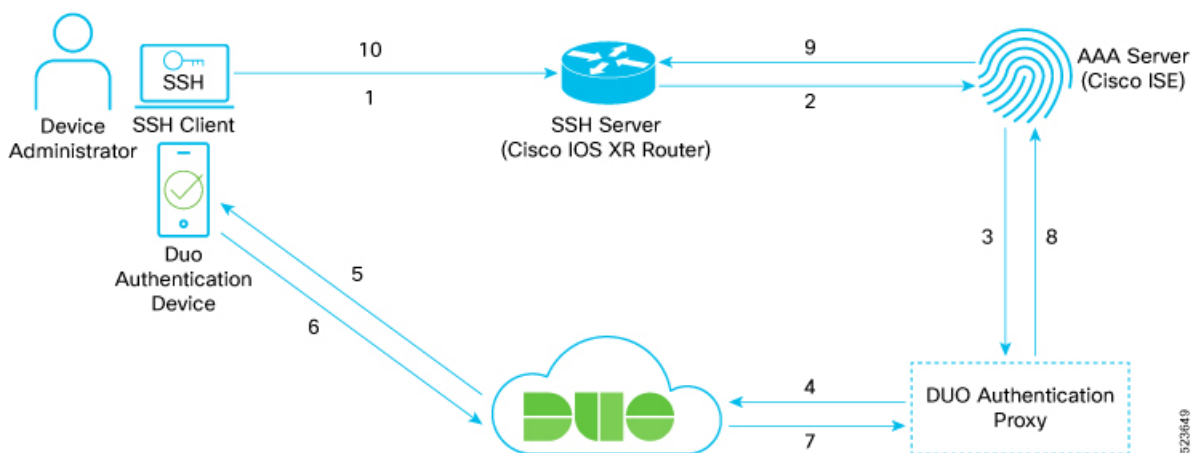 10
9
AAA Server
(Cisco ISE)
SSH
1
2
Device
Administrator
SSH Client
SSH Server
(Cisco IOS XR Router)
3
8
Duo
Authentication
Device
5
6
4
DUO
7
DUO Authentication
Proxy
523649